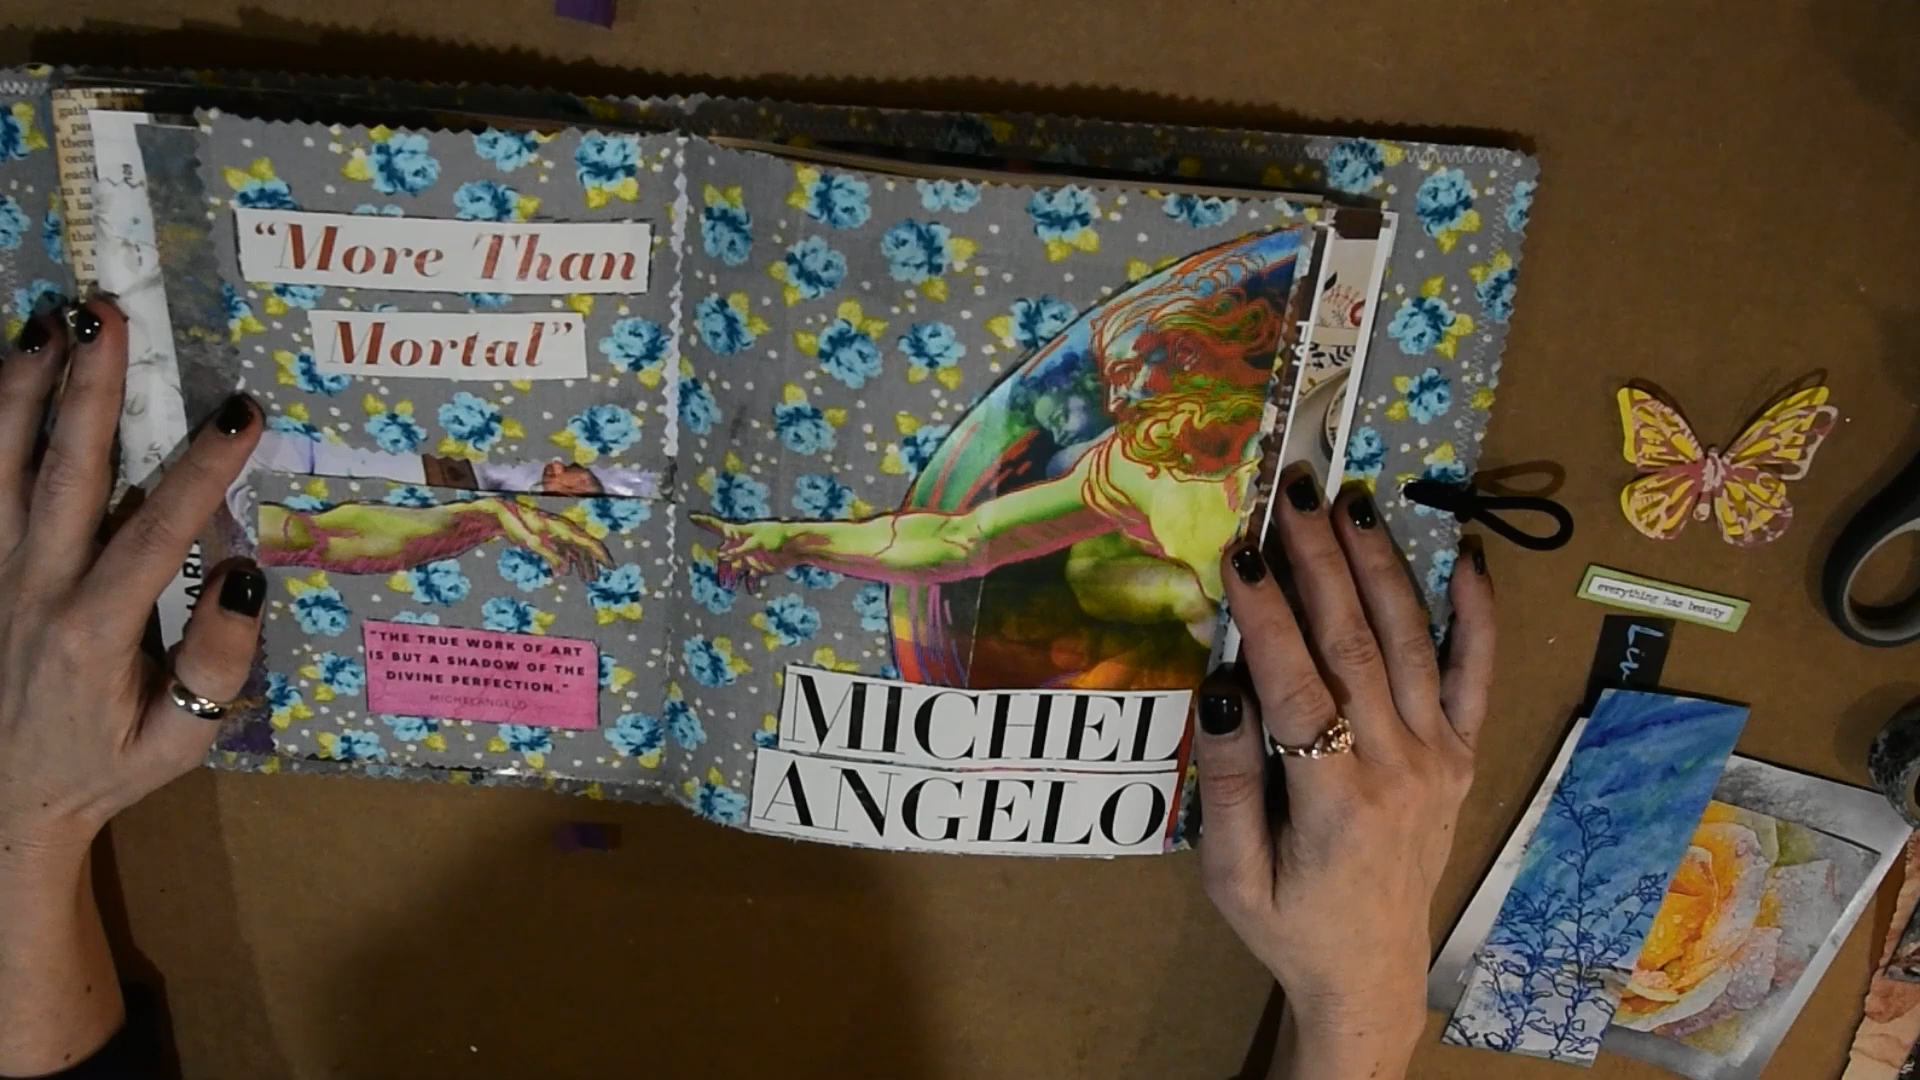 “More Than
Mortal”
"THE TRUE WORK OF ART
IS BUT A SHADOW OF THE
DIVINE PERFECTION."
MICHELANGELO
MICHEL
ANGELO
everything has beauty